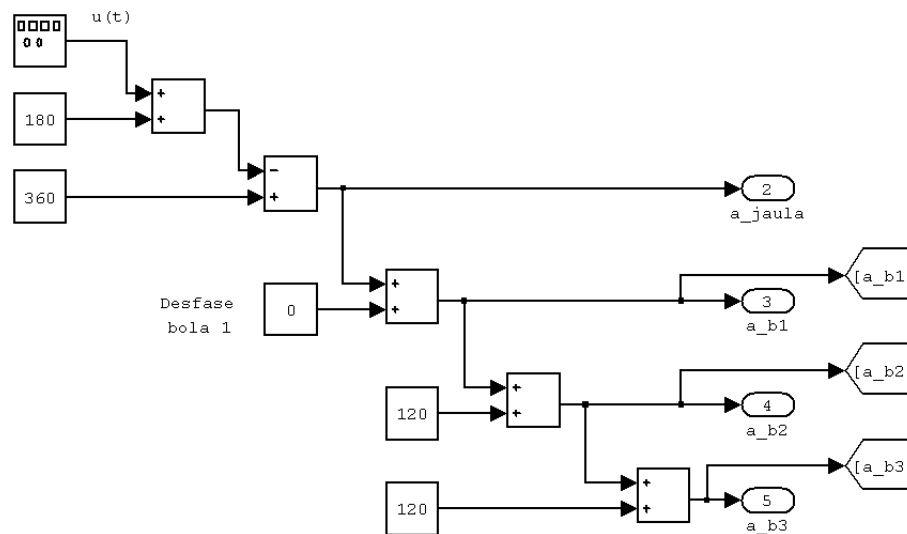 u(t)
+
+
180
-
+
360
2
a_jaula
+
+
Desfase
bola 1
0
3
a_b1
[a_b1
+
+
120
4
a_b2
[a_b2
+
+
120
5
a_b3
[a_b3